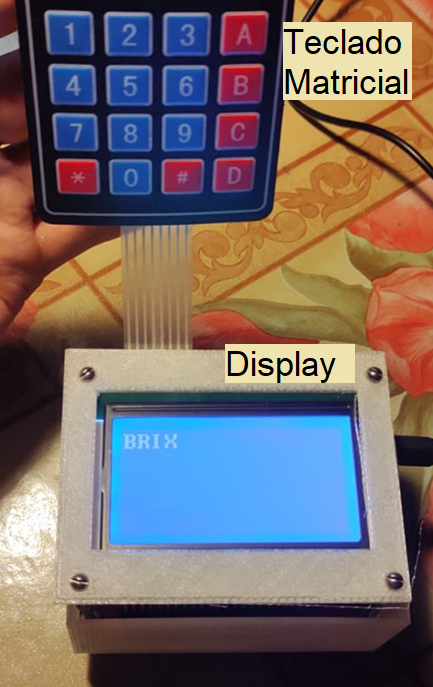 1 2 3 A
Teclado
Matricial
4 5 6 B
7 8 9 C
* 0 # D
Display
BRIX